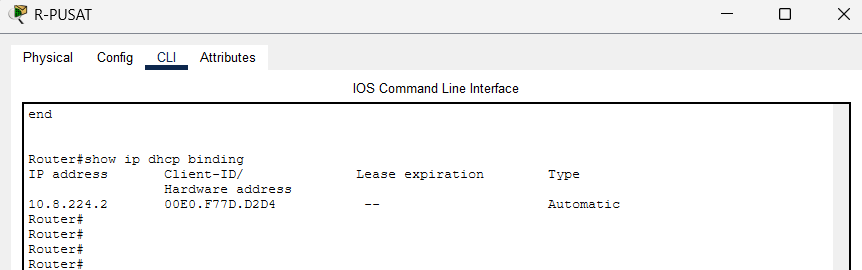 R-PUSAT
Physical Config CLI Attributes
IOS Command Line Interface
end
Router#show ip dhcp binding
IP address Client-ID/ Lease expiration Type
Hardware address
10.8.224.2 00E0.F77D.D2D4 -- Automatic
Router#
Router#
Router#
Router#